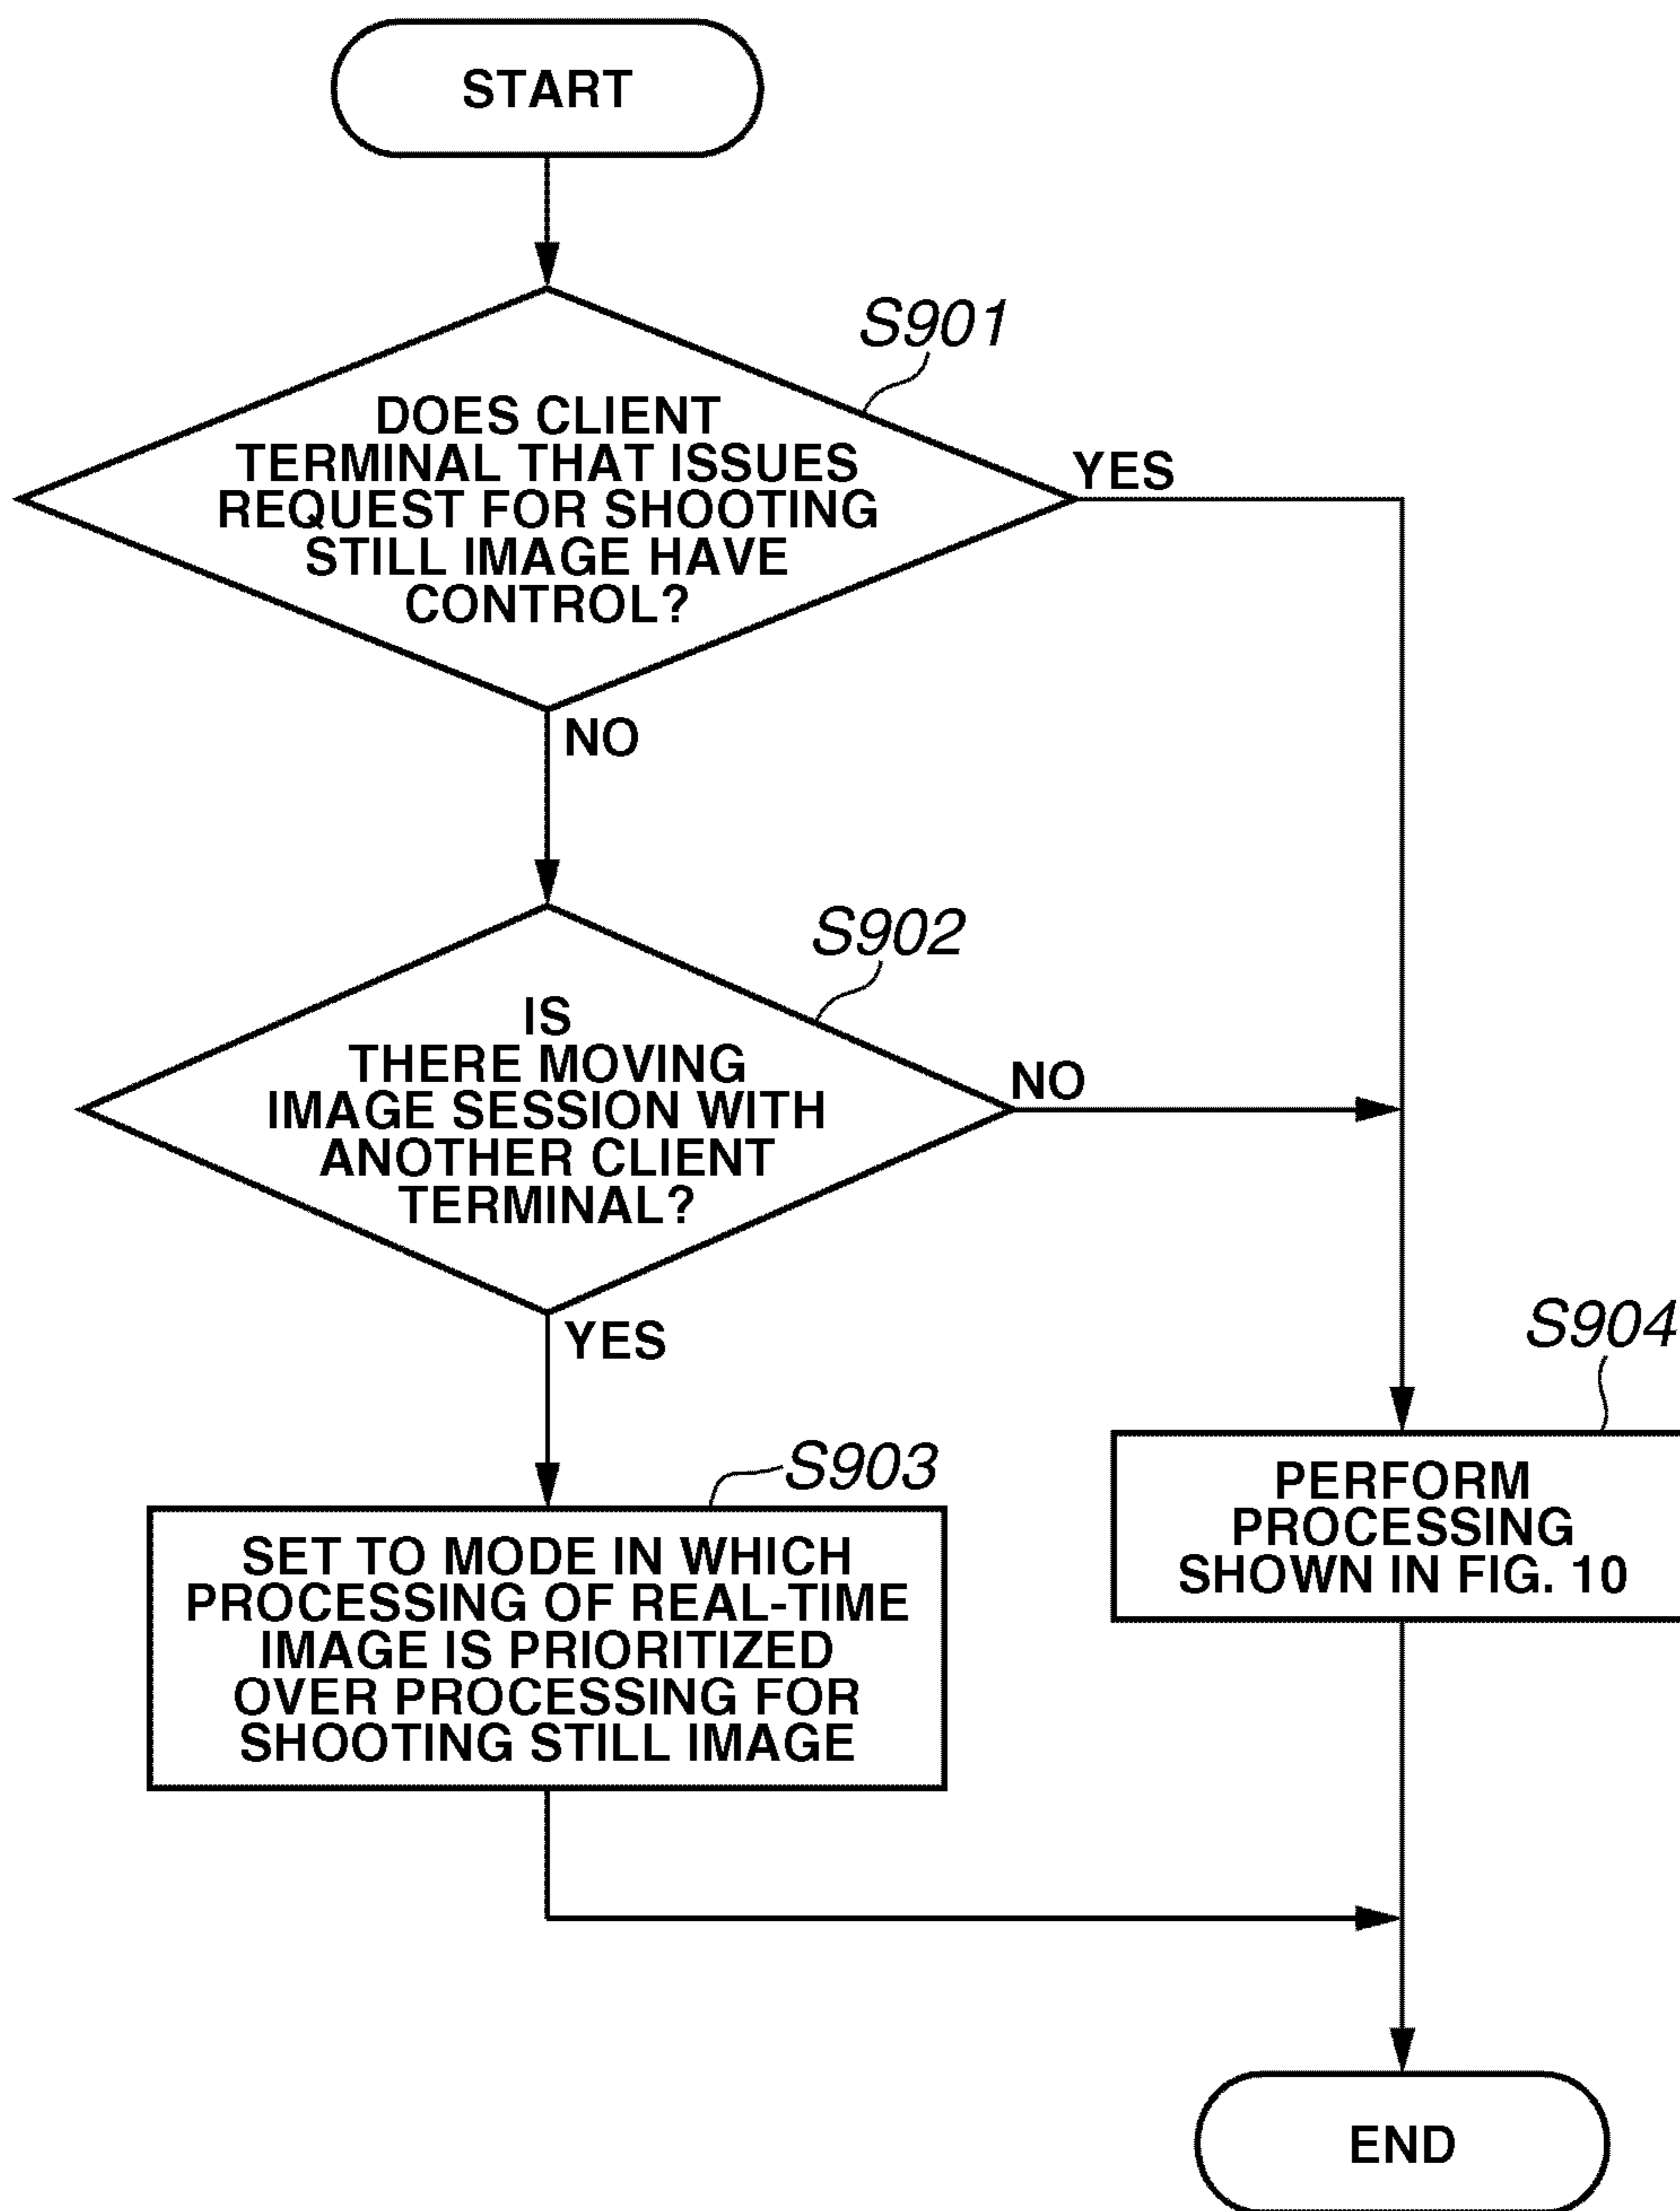 START
S901
DOES CLIENT
TERMINAL THAT ISSUES
REQUEST FOR SHOOTING
STILL IMAGE HAVE
CONTROL?
YES
NO
S902
IS
THERE MOVING
IMAGE SESSION WITH
ANOTHER CLIENT
TERMINAL?
NO
YES
S903
SET TO MODE IN WHICH
PROCESSING OF REAL-TIME
IMAGE IS PRIORITIZED
OVER PROCESSING FOR
SHOOTING STILL IMAGE
S904
PERFORM
PROCESSING
SHOWN IN FIG. 10
END